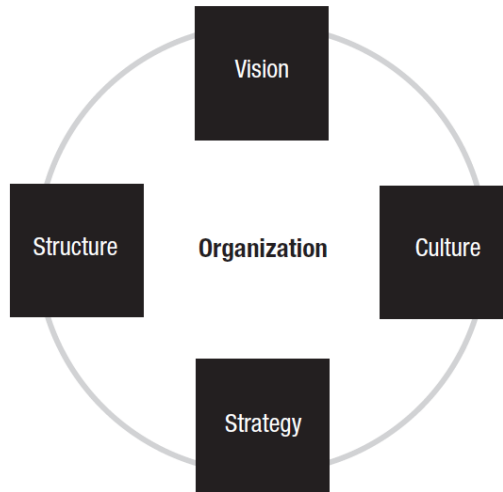 Vision
Structure
Organization
Culture
Strategy